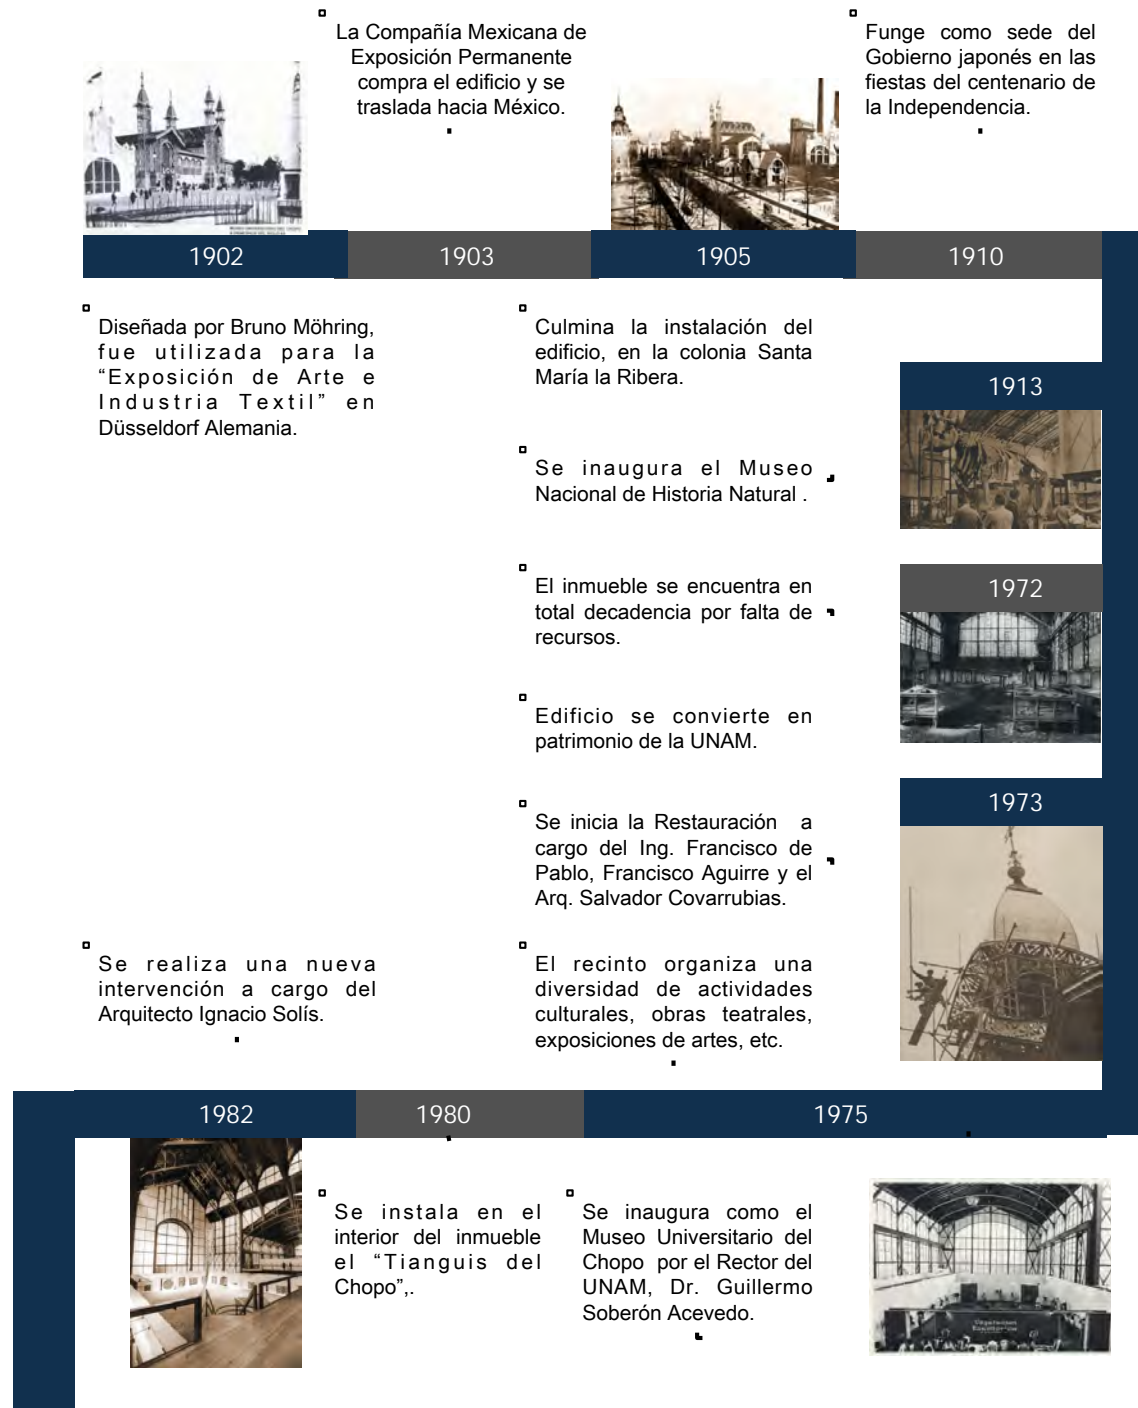 La Compañía Mexicana de
Exposición Permanente
compra el edificio y se
traslada hacia México.
Funge como sede del
Gobierno japonés en las
fiestas del centenario de
la Independencia.
1902
1903
1905
1910
Diseñada por Bruno Möhring,
fue utilizada para la
“Exposición de Arte e
Industria Textil” en
Düsseldorf Alemania.
Culmina la instalación del
edificio, en la colonia Santa
María la Ribera.
1913
Se inaugura el Museo
Nacional de Historia Natural .
1972
El inmueble se encuentra en
total decadencia por falta de
recursos.
Edificio se convierte en
patrimonio de la UNAM.
1973
Se inicia la Restauración a
cargo del Ing. Francisco de
Pablo, Francisco Aguirre y el
Arq. Salvador Covarrubias.
Se realiza una nueva
intervención a cargo del
Arquitecto Ignacio Solís.
El recinto organiza una
diversidad de actividades
culturales, obras teatrales,
exposiciones de artes, etc.
1982
1980
1975
Se instala en el
interior del inmueble
el “Tianguis del
Chopo”,.
Se inaugura como el
Museo Universitario del
Chopo por el Rector del
UNAM, Dr. Guillermo
Soberón Acevedo.